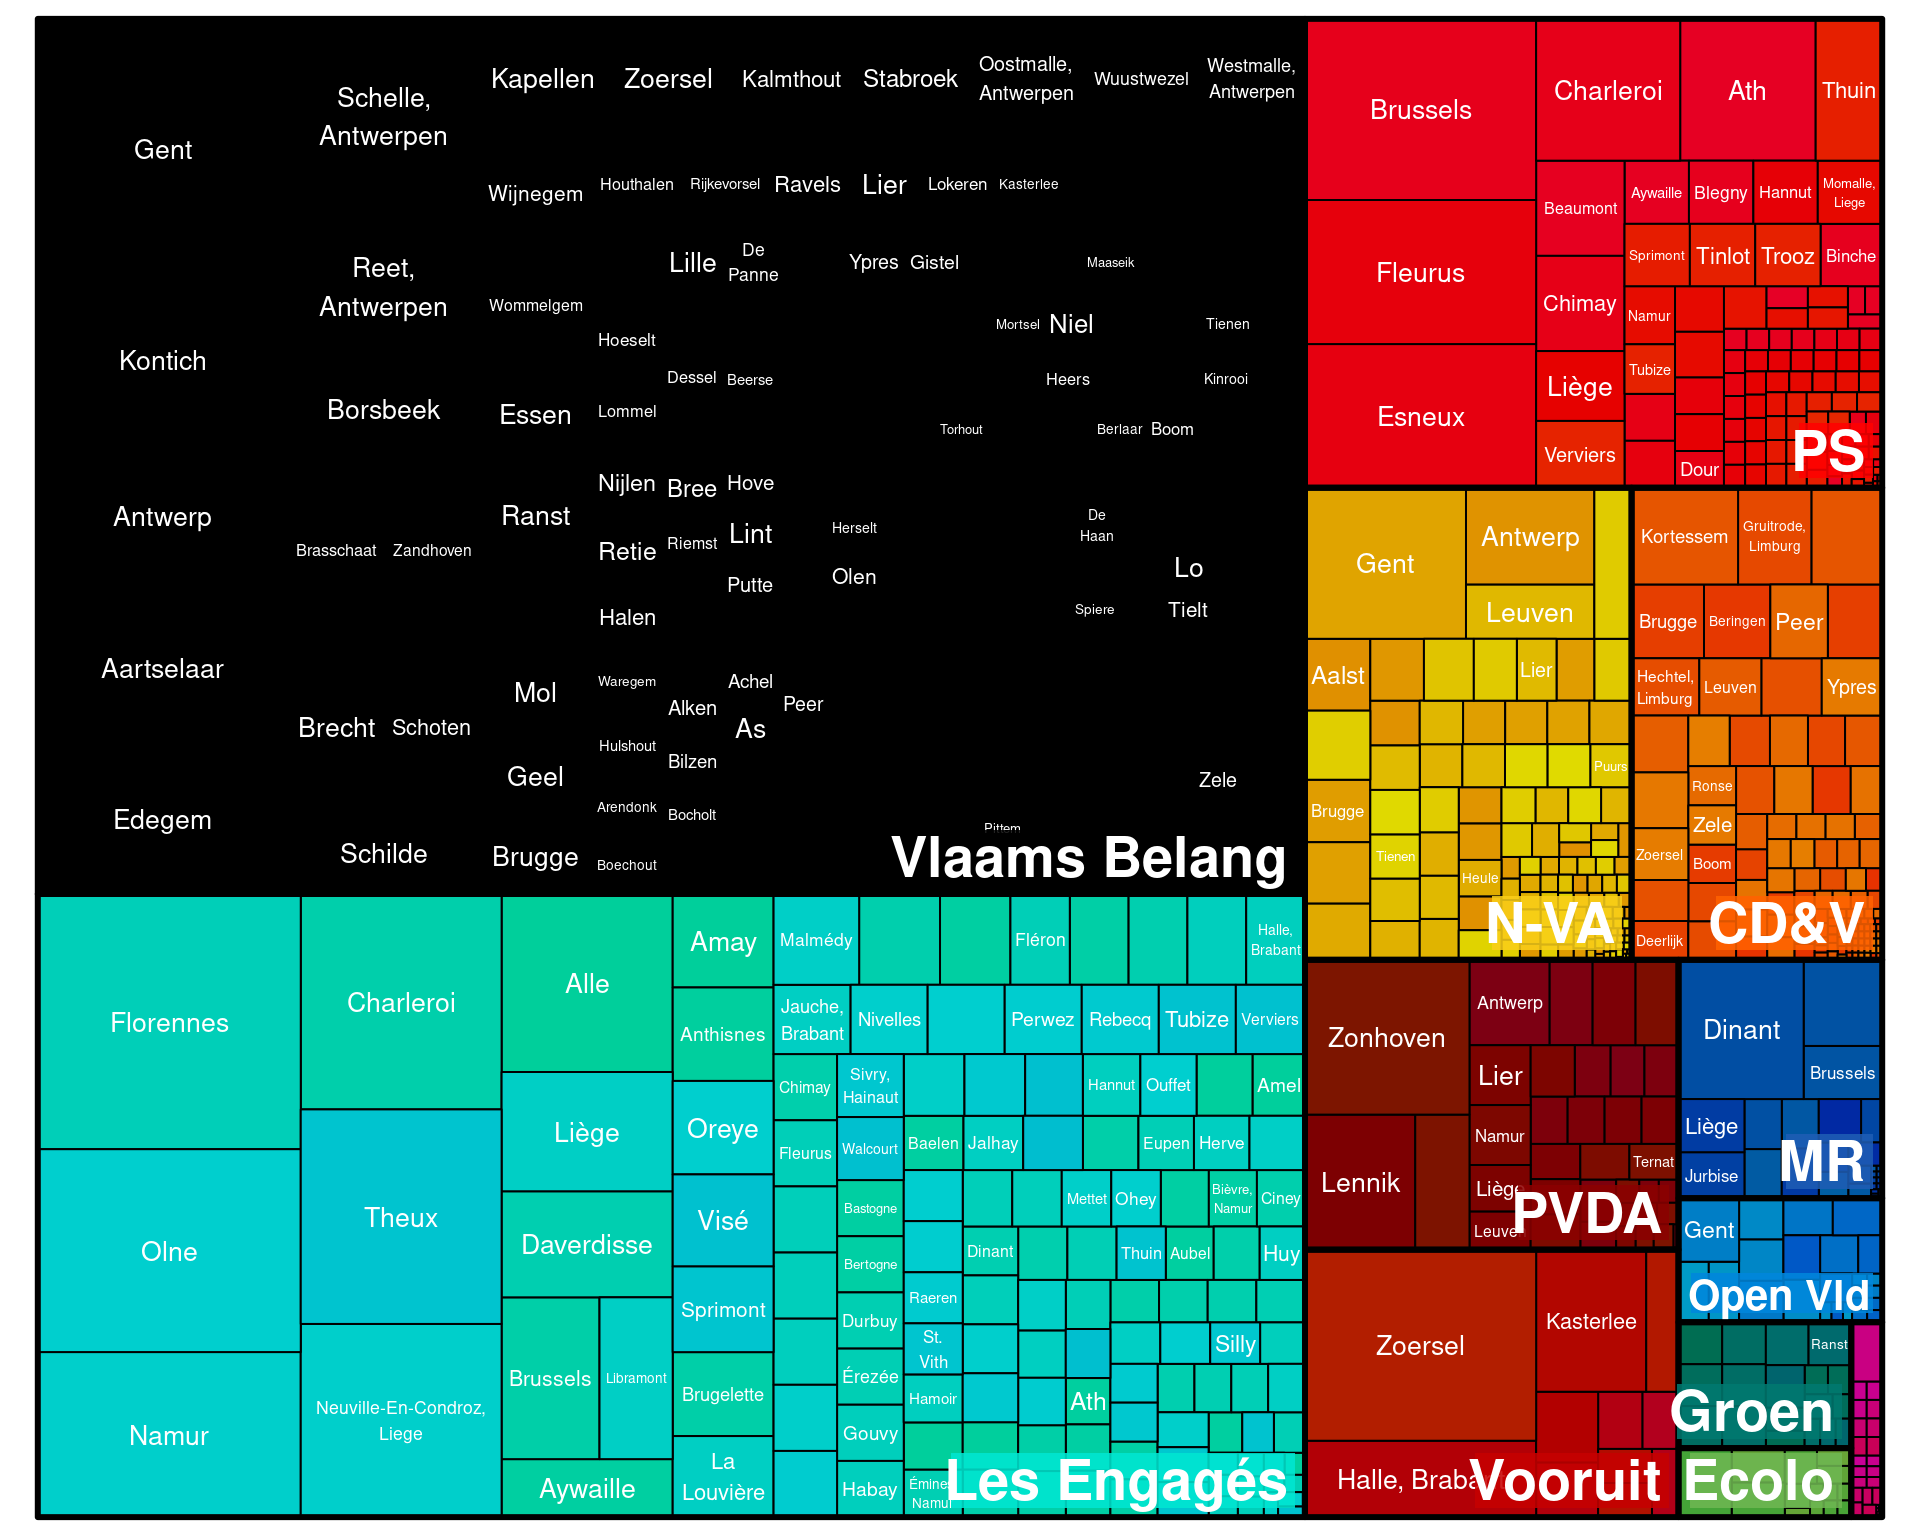 Gent
Kontich
Antwerp
Aartselaar
Edegem
Schelle,
Antwerpen
Reet,
Antwerpen
Borsbeek
Brasschaat
Zandhoven
Brecht
Schoten
Schilde
Kapellen
Zoersel
Kalmthout
Stabroek
Oostmalle,
Antwerpen
Wuustwezel
Westmalle,
Antwerpen
Wijnegem
Houthalen
Rijkevorsel
Ravels
Lier
Lokeren
Kasterlee
Wommelgem
Lille
De
Panne
Ypres
Gistel
Maaseik
Hoeselt
Mortsel
Niel
Tienen
Dessel
Beerse
Heers
Kinrooi
Essen
Lommel
Torhout
Berlaar
Boom
Ranst
Nijlen
Bree
Hove
Retie
Riemst
Lint
Herselt
De
Haan
Putte
Olen
Lo
Halen
Spiere
Tielt
Mol
Waregem
Achel
Alken
Peer
As
Hulshout
Bilzen
Geel
Zele
Arendonk
Bocholt
Pittem
Brugge
Boechout
Vlaams Belang
Brussels
Fleurus
Esneux
Charleroi
Ath
Thuin
Beaumont
Aywaille
Blegny
Hannut
Momalle,
Liege
Sprimont
Tinlot
Trooz
Binche
Chimay
Namur
Tubize
Liège
Verviers
Dour
PS
Gent
Antwerp
Leuven
Aalst
Lier
Brugge
Puurs
Tienen
Heule
N-VA
Kortessem
Gruitrode,
Limburg
Brugge
Beringen
Peer
Hechtel,
Limburg
Leuven
Ypres
Ronse
Zele
Zoersel
Boom
Deerlijk
CD&V
Florennes
Olne
Namur
Charleroi
Theux
Neuville-En-Condroz,
Liege
Alle
Liège
Daverdisse
Brussels
Libramont
Aywaille
Amay
Anthisnes
Oreye
Visé
Sprimont
Brugelette
La
Louvière
Malmédy
Fléron
Halle,
Brabant
Jauche,
Brabant
Nivelles
Perwez
Rebecq
Tubize
Verviers
Chimay
Sivry,
Hainaut
Hannut
Ouffet
Amel
Fleurus
Walcourt
Baelen
Jalhay
Eupen
Herve
Bastogne
Mettet
Ohey
Bièvre,
Namur
Ciney
Bertogne
Dinant
Thuin
Aubel
Huy
Durbuy
Raeren
St.
Vith
Silly
Érezée
Hamoir
Ath
Gouvy
Habay
Émines
Namur
Les Engagés
Zonhoven
Lennik
Antwerp
Lier
Namur
Ternat
Liège
Leuven
PVDA
Dinant
Brussels
Liège
Jurbise
MR
Gent
Open Vld
Zoersel
Kasterlee
Halle, Braba
Vooruit
Ranst
Groen
Ecolo